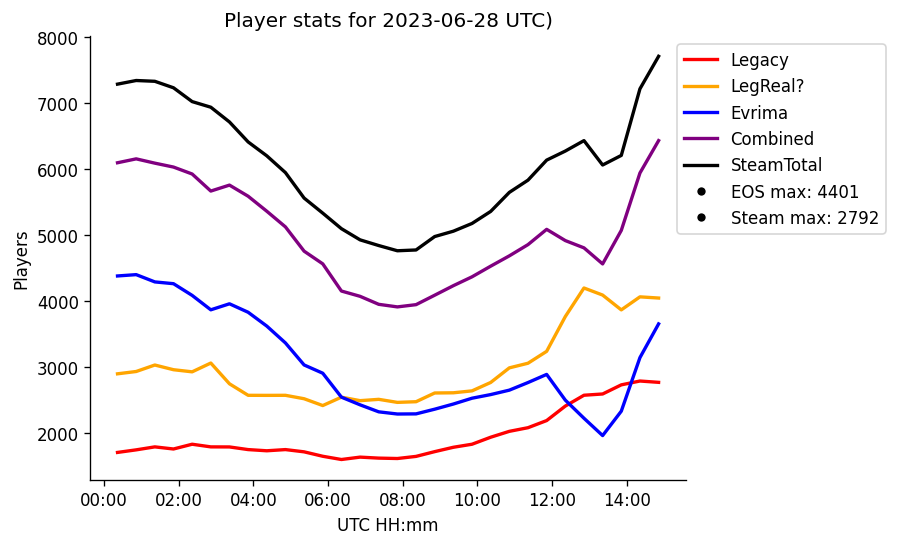 Player stats for 2023-06-28 UTC)
8000
7000
6000
5000
4000
3000
2000
Players
00:00 02:00 04:00 06:00 08:00 10:00 12:00 14:00
UTC HH:mm
Legacy
LegReal?
Evrima
Combined
SteamTotal
EOS max: 4401
Steam max: 2792